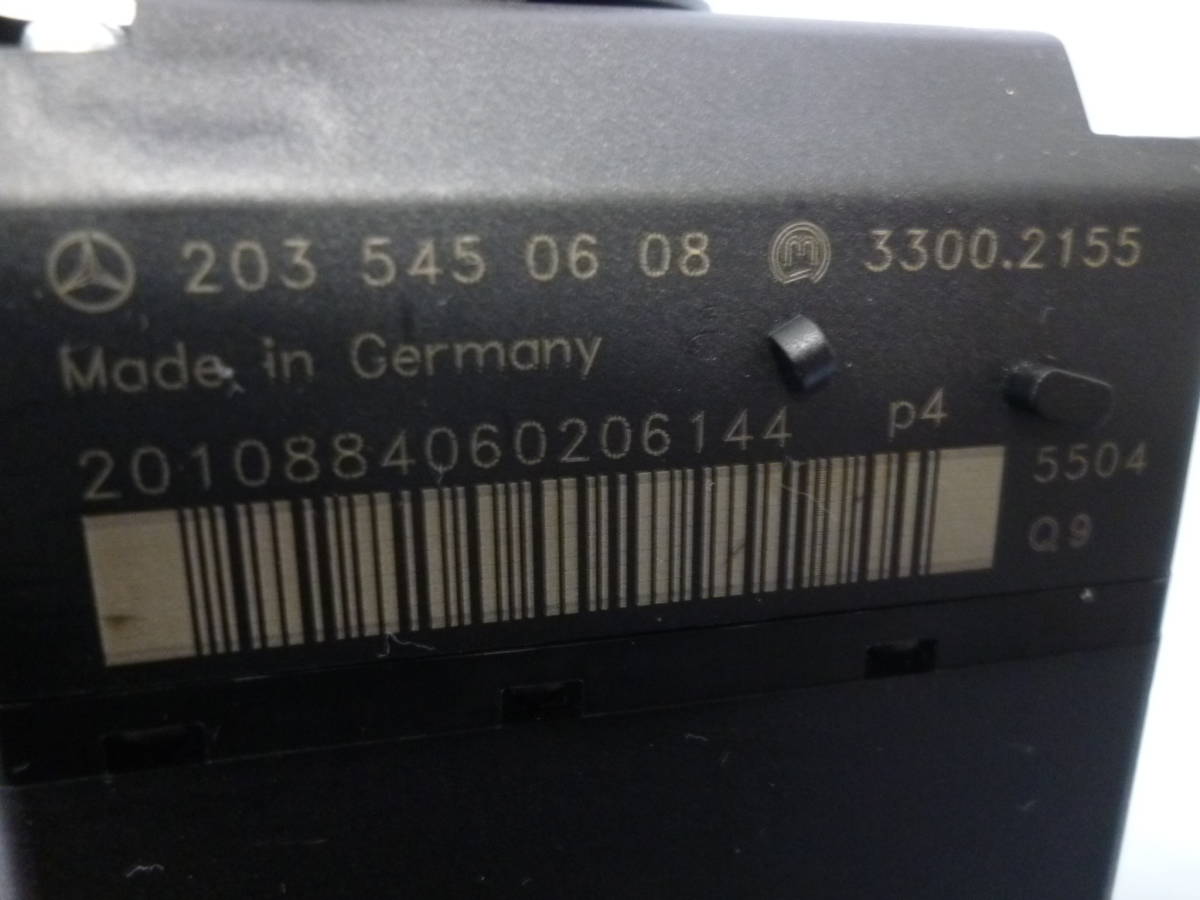 203 545 06 08 M 3300.2155
Made in Germany
2010884060206144 p4
5504
Q9